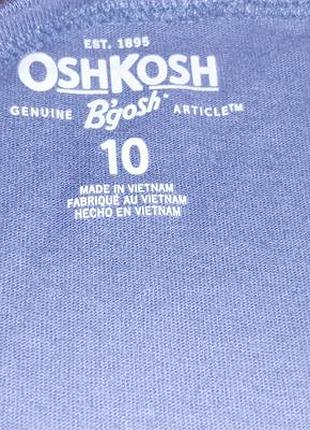 EST. 1895
OSHKOSH
GENUINE B'gosh ARTICLE™
10
MADE IN VIETNAM
FABRIQUÉ AU VIETNAM
HECHO EN VIETNAM